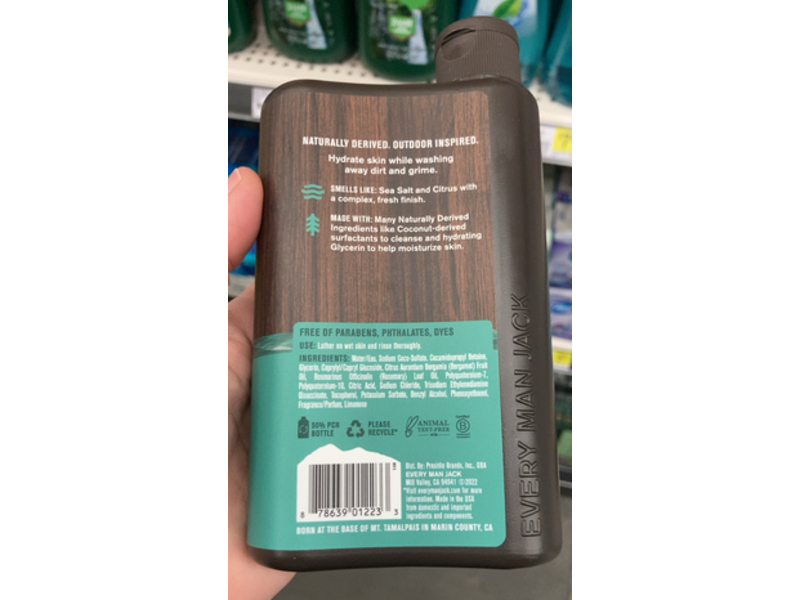 NATURALLY DERIVED. OUTDOOR INSPIRED.
Hydrate skin while washing
away dirt and grime.
SMELLS LIKE: Sea Salt and Citrus with
a complex, fresh finish.
MADE WITH: Many Naturally Derived
Ingredients like Coconut-derived
surfactants to cleanse and hydrating
Glycerin to help moisturize skin.
FREE OF PARABENS, PHTHALATES, DYES
USE: Lather on wet skin and rinse thoroughly.
INGREDIENTS: Water/Eau, Sodium Coco-Sulfate, Cocamidopropyl Betaine,
Glycerin, Caprylyl/Capryl Glucoside, Citrus Aurantium Bergamia (Bergamot) Fruit
Oil, Rosmarinus Officinalis (Rosemary) Leaf Oil, Polyquaternium-7,
Polyquaternium-10, Citric Acid, Sodium Chloride, Trisodium Ethylenediamine
Disuccinate, Tocopherol, Potassium Sorbate, Benzyl Alcohol, Phenoxyethanol,
Fragrance/Parfum, Limonene
50% PCR
BOTTLE
PLEASE
RECYCLE*
ANIMAL
TEST-FREE
Certified
B
Dist. By: Presidio Brands, Inc., DBA
EVERY MAN JACK
Mill Valley, CA 94941 ©2022
*Visit everymanjack.com for more
information. Made in the USA
from domestic and imported
ingredients and components.
8 78639 01223 3
BORN AT THE BASE OF MT. TAMALPAIS IN MARIN COUNTY, CA
EVERY MAN JACK